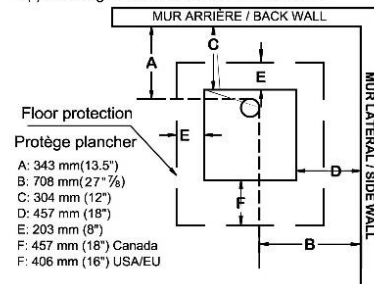 MUR ARRIÈRE / BACK WALL
C
A
E
Floor protection
E
Protège plancher
MUR LATERAL / SIDE WALL
A: 343 mm(13.5")
B: 708 mm(27" ⅞)
D
C: 304 mm (12")
D: 457 mm (18")
E: 203 mm (8")
F
F: 457 mm (18") Canada
F: 406 mm (16") USA/EU
B